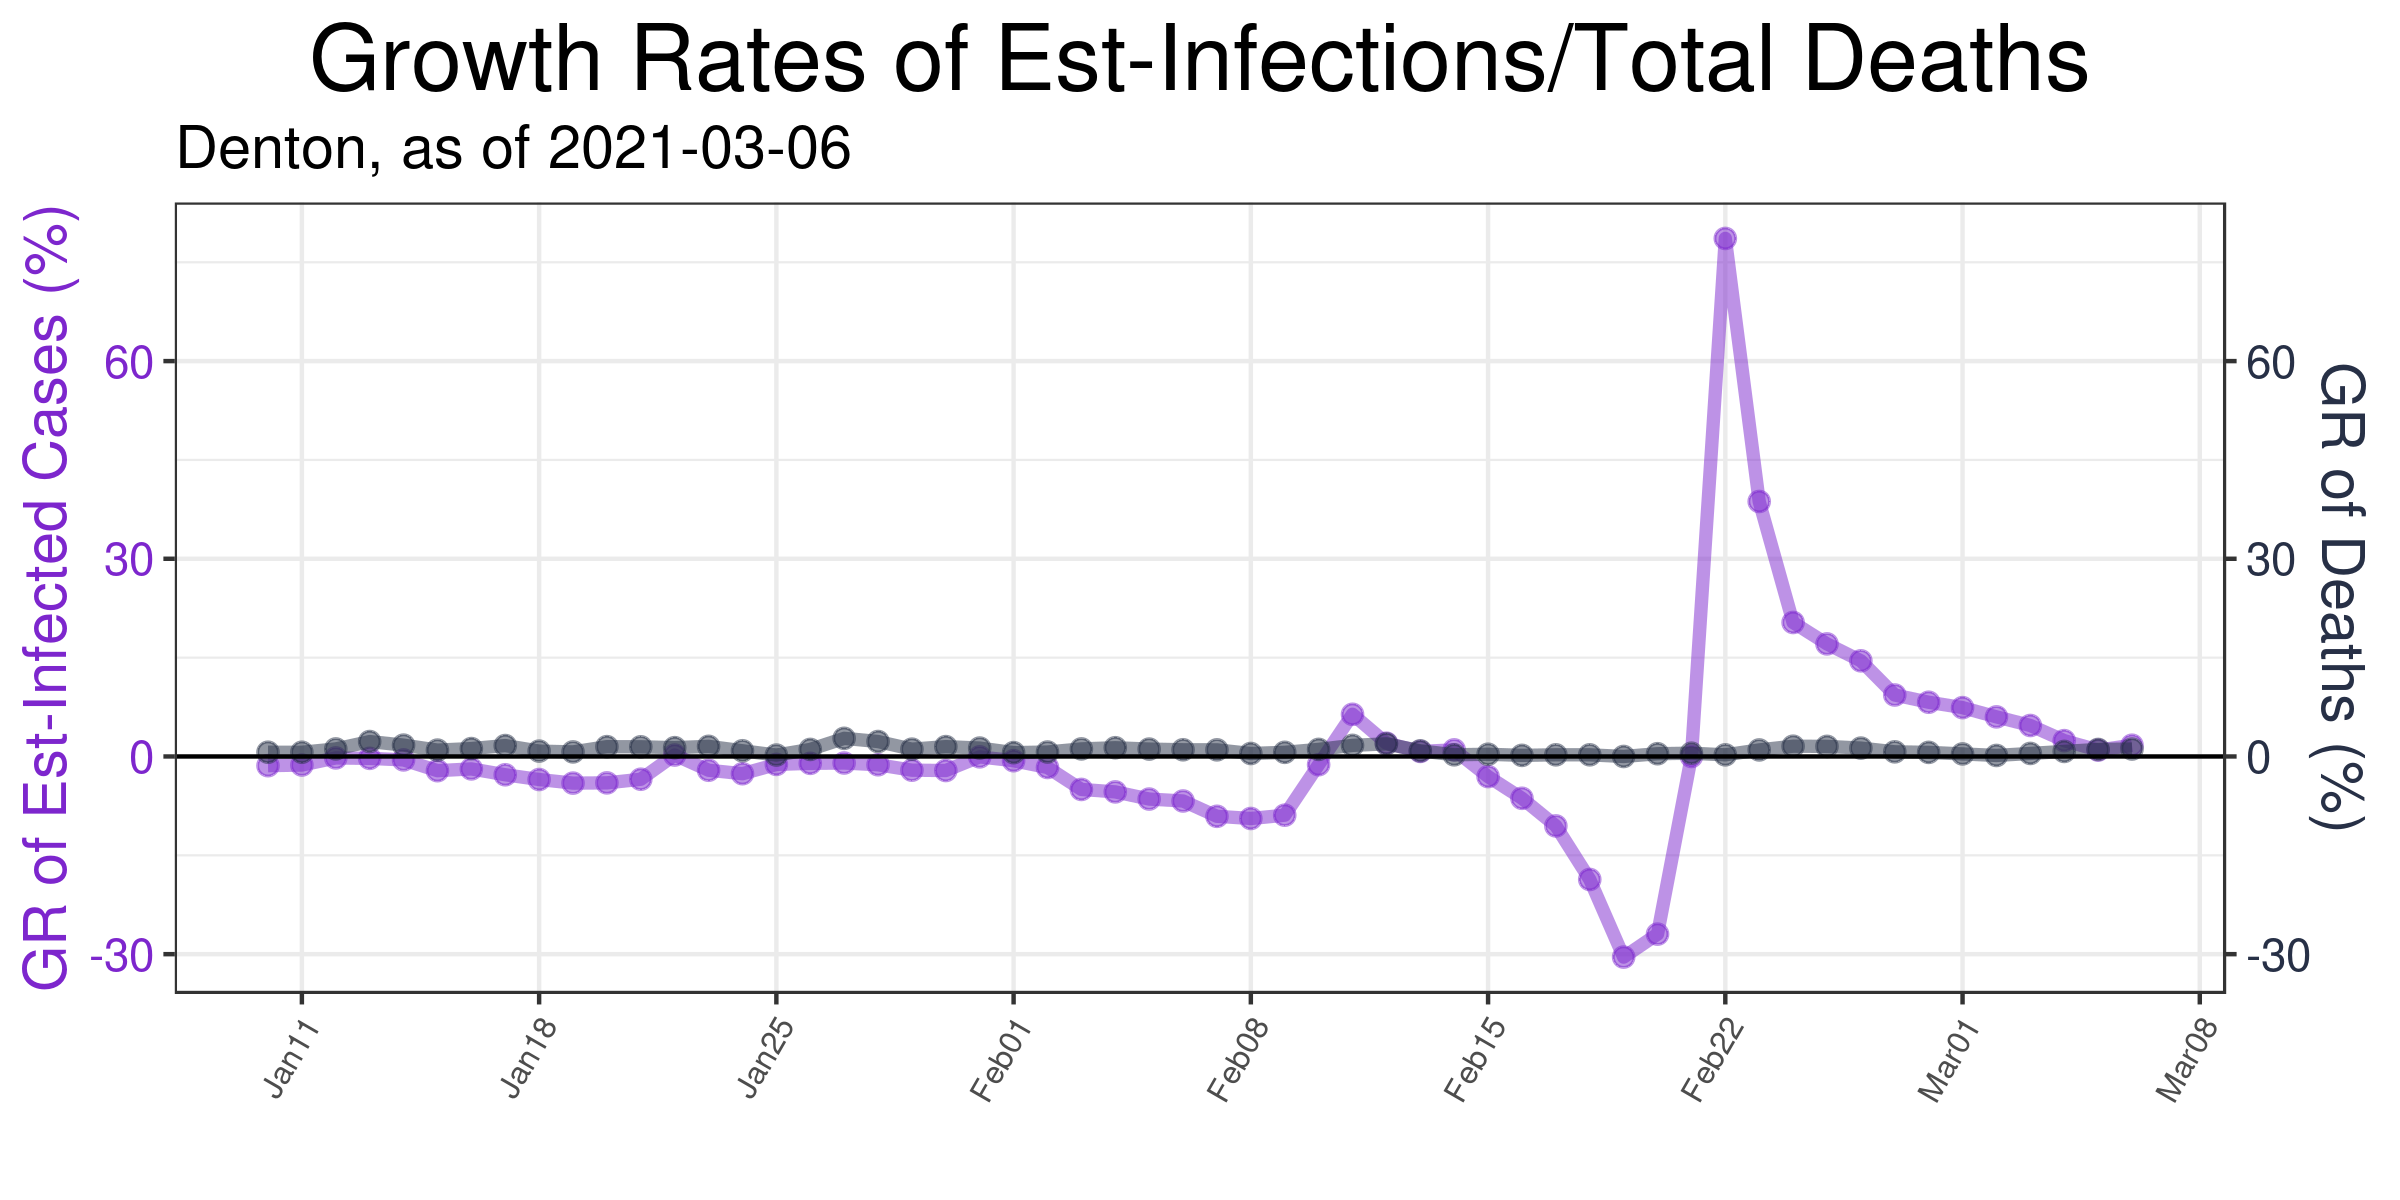 Growth Rates of Est-Infections/Total Deaths
Denton, as of 2021-03-06
GR of Est-Infected Cases (%)
60
30
0
-30
60
30
0
-30
GR of Deaths (%)
Jan11
Jan18
Jan25
Feb01
Feb08
Feb15
Feb22
Mar01
Mar08